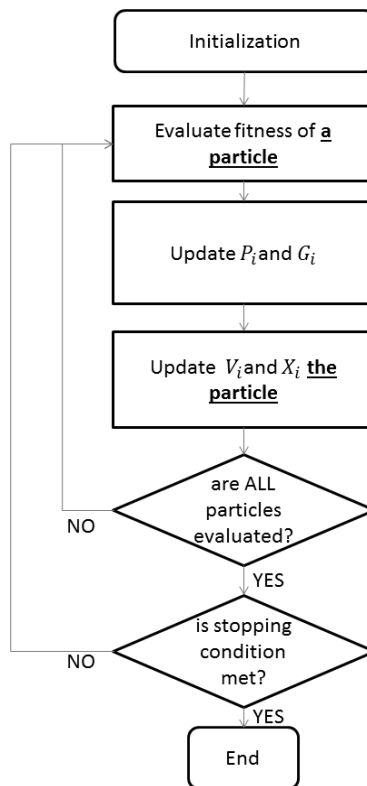 Initialization
Evaluate fitness of a
particle
Update P_i and G_i
Update V_i and X_i the
particle
are ALL
particles
evaluated?
NO
YES
is stopping
condition
met?
NO
YES
End